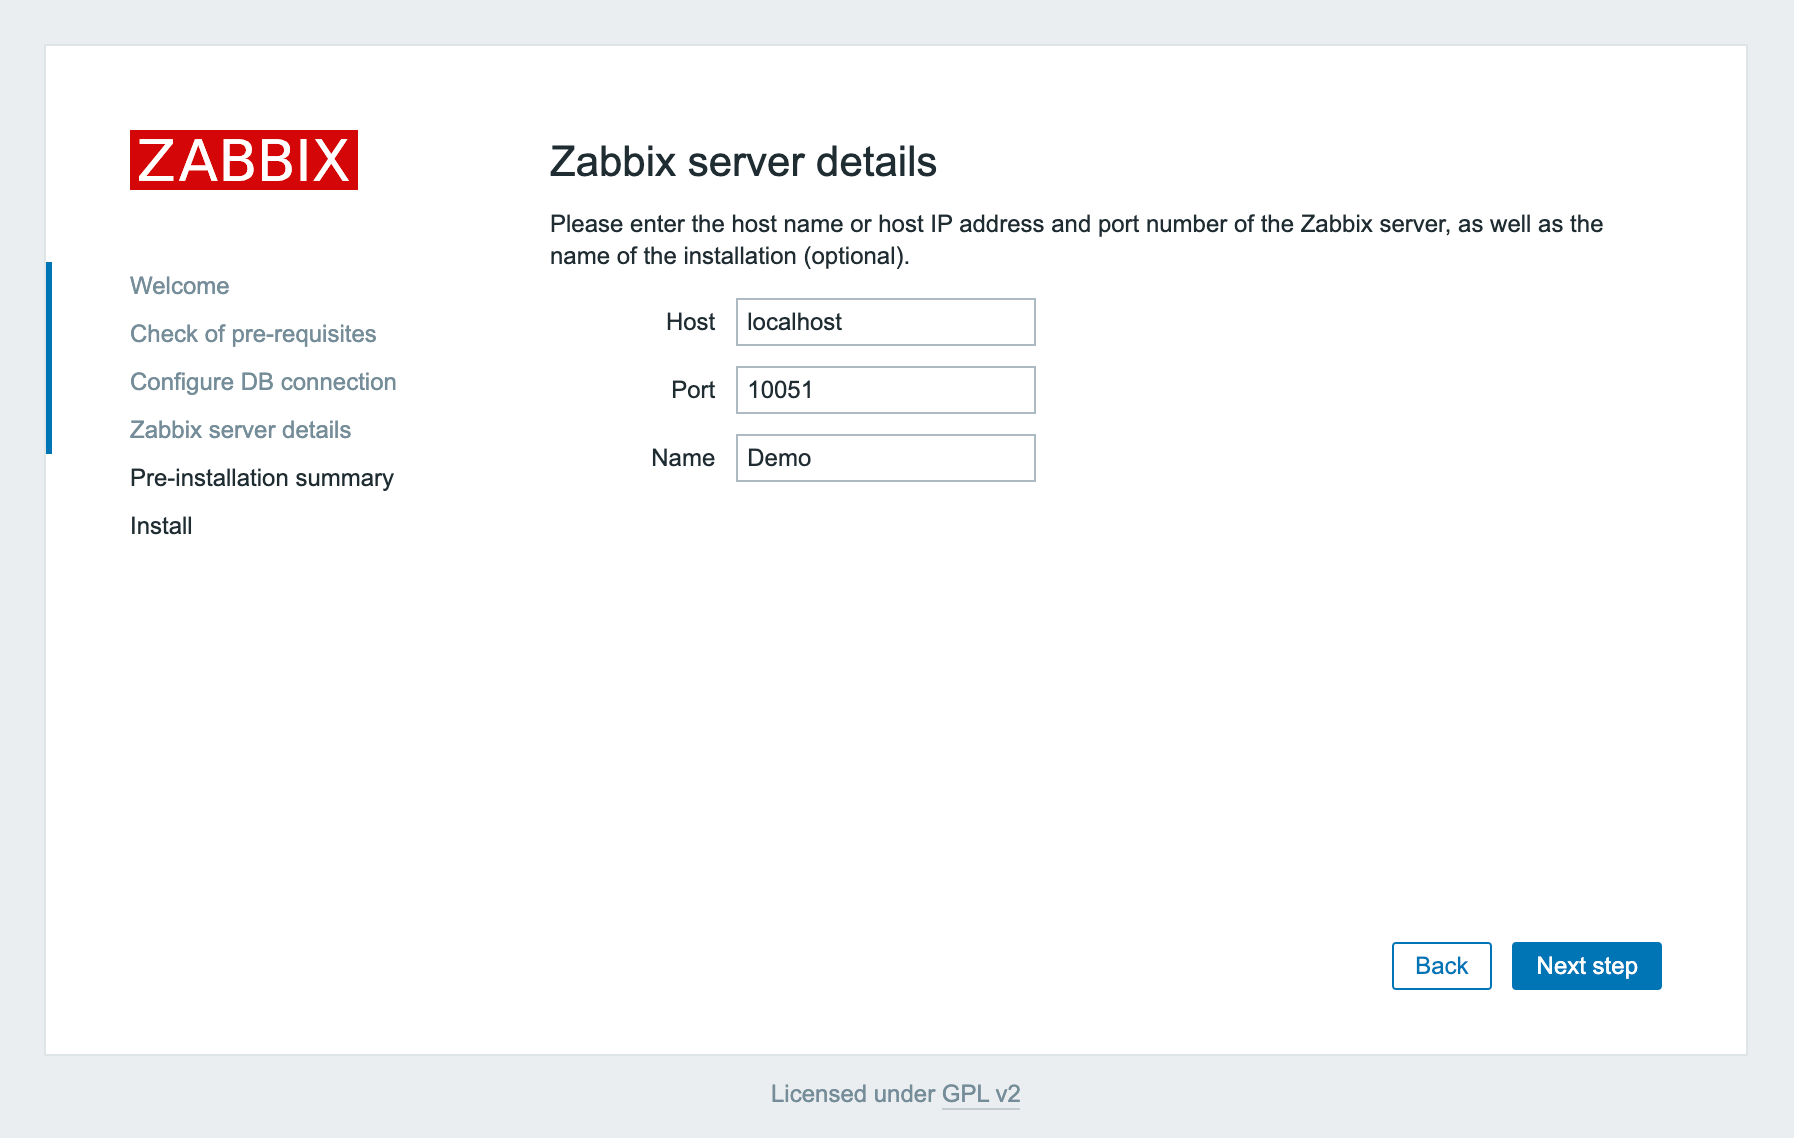 ZABBIX
Welcome
Check of pre-requisites
Configure DB connection
Zabbix server details
Pre-installation summary
Install
Zabbix server details
Please enter the host name or host IP address and port number of the Zabbix server, as well as the
name of the installation (optional).
Host localhost
Port 10051
Name Demo
Back Next step
Licensed under GPL v2